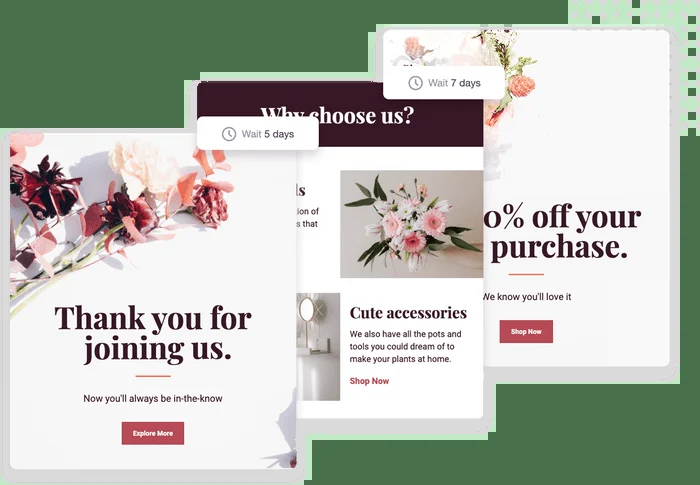 Thank you for
joining us.
Now you'll always be in-the-know
Explore More
Wait 5 days
Why choose us?
ls
ion of
s that
Cute accessories
We also have all the pots and
tools you could dream of to
make your plants at home.
Shop Now
Wait 7 days
0% off your
purchase.
We know you'll love it
Shop Now